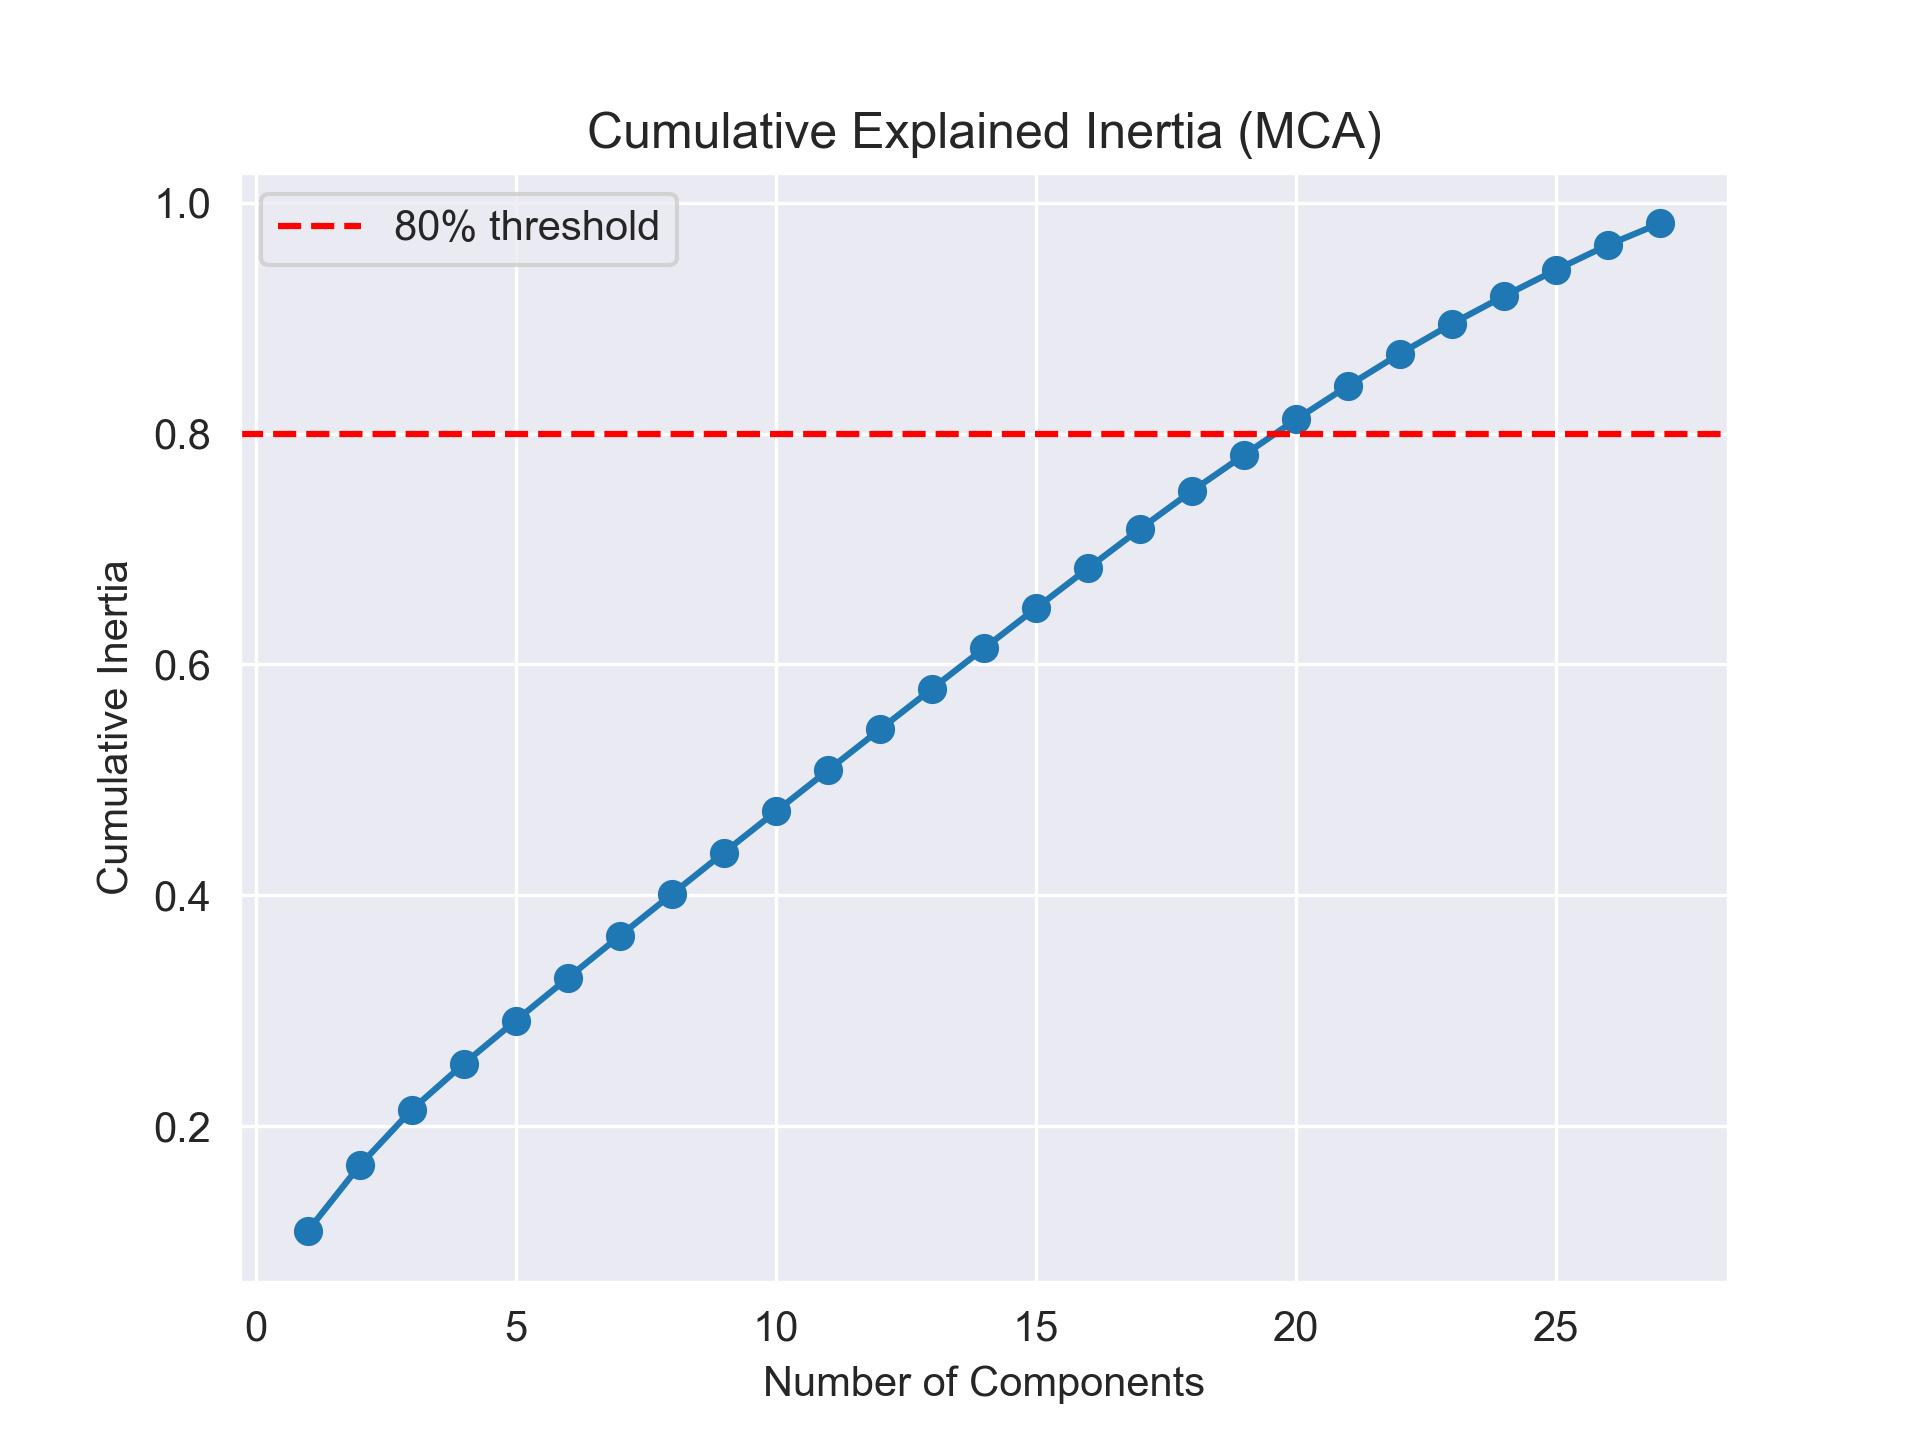 Cumulative Explained Inertia (MCA)
80% threshold
1.0
0.8
0.6
0.4
0.2
Cumulative Inertia
0 5 10 15 20 25
Number of Components